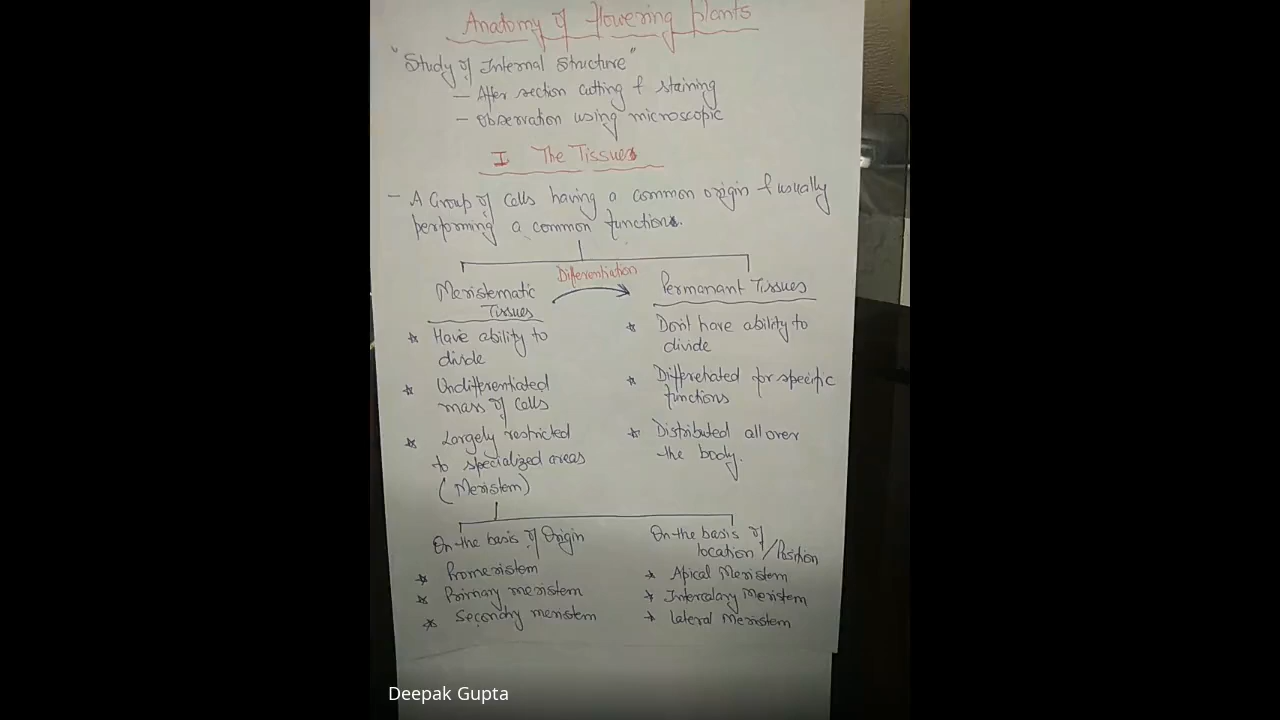 Anatomy of flowering plants
"Study of Internal Structure"
- After section cutting & staining
- Observation using microscopic
I The Tissues
- A Group of Cells having a common origin & usually
performing a common function.
Differentiation
Meristematic
Tissues
* Have ability to
divide
* Undifferentiated
mass of cells
* Largely restricted
to specialized areas
(Meristem)
Permanant Tissues
* Don't have ability to
divide
* Differetiated for specific
functions
* Distributed all over
the body.
On the basis of Origin
* Promeristem
* Primary meristem
* Secondry meristem
On the basis of
location / Position
* Apical Meristem
* Intercalary Meristem
* Lateral Meristem
Deepak Gupta